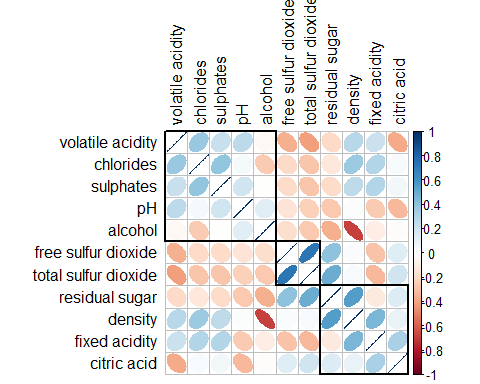 volatile acidity
chlorides
sulphates
pH
alcohol
free sulfur dioxide
total sulfur dioxide
residual sugar
density
fixed acidity
citric acid
volatile acidity
chlorides
sulphates
pH
alcohol
free sulfur dioxide
total sulfur dioxide
residual sugar
density
fixed acidity
citric acid
1
0.8
0.6
0.4
0.2
0
-0.2
-0.4
-0.6
-0.8
-1